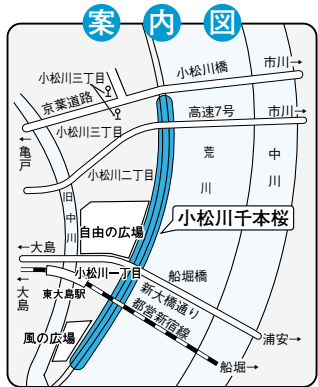 案内図
小松川三丁目
小松川橋
市川→
京葉道路
高速7号
市川→
小松川三丁目
←亀戸
荒川
中川
小松川二丁目
旧中川
小松川千本桜
自由の広場
←大島
小松川一丁目
船堀橋
←大島
東大島駅
新大橋通り
都営新宿線
風の広場
浦安→
船堀→